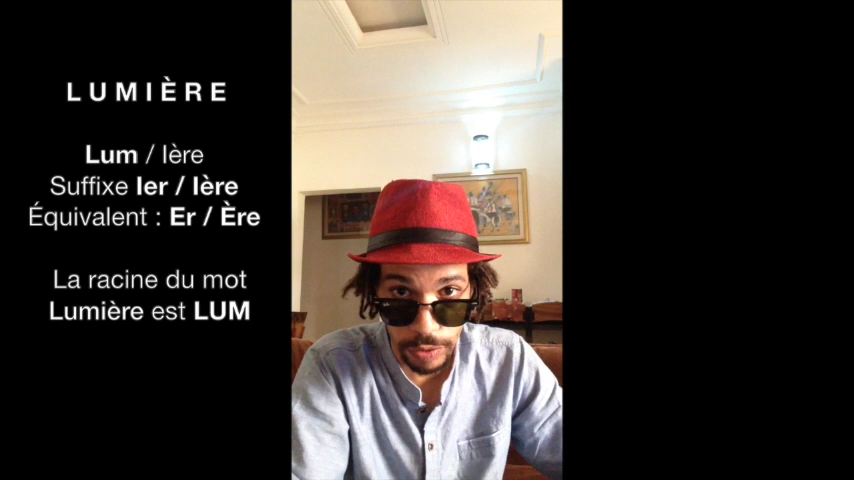 LUMIÈRE
Lum / Ière
Suffixe Ier / Ière
Équivalent : Er / Ère
La racine du mot
Lumière est LUM